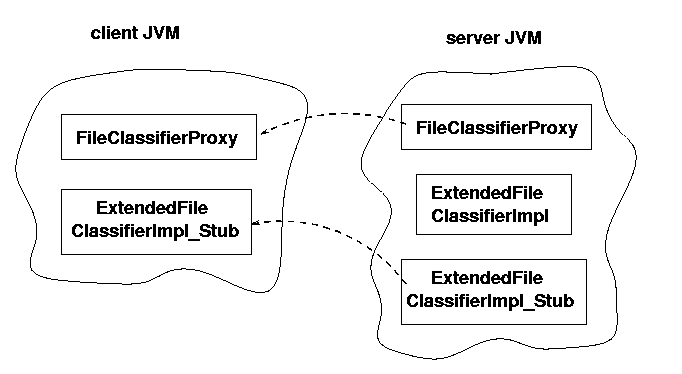 client JVM
server JVM
FileClassifierProxy
FileClassifierProxy
ExtendedFile
ClassifierImpl_Stub
ExtendedFile
ClassifierImpl
ExtendedFile
ClassifierImpl_Stub